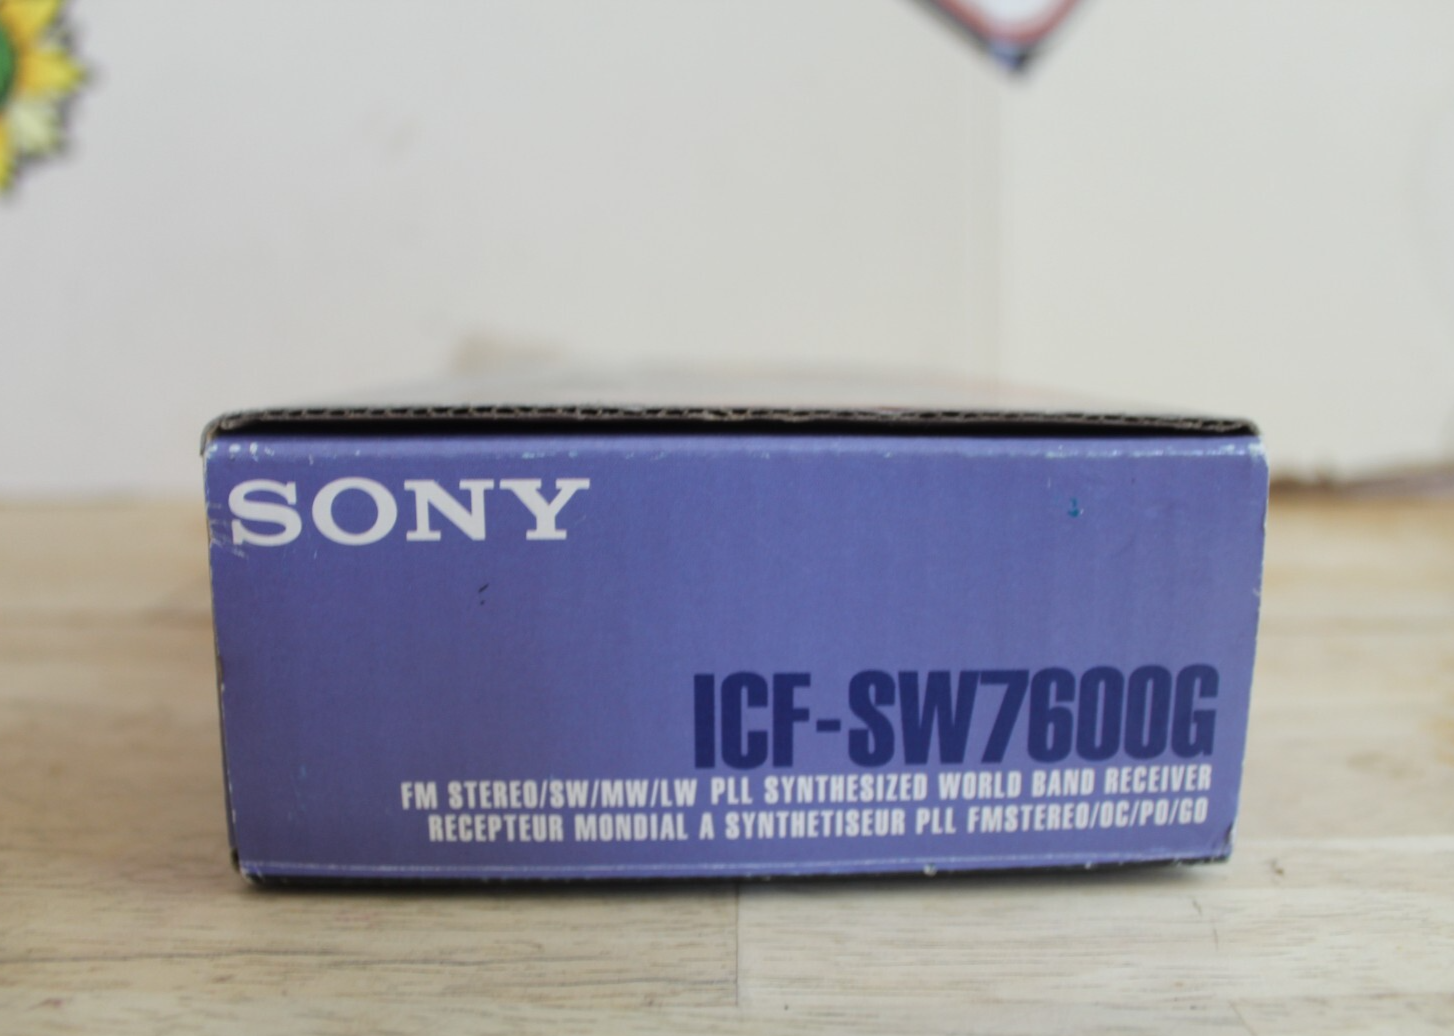 SONY
ICF-SW7600G
FM STEREO/SW/MW/LW PLL SYNTHESIZED WORLD BAND RECEIVER
RECEPTEUR MONDIAL A SYNTHETISEUR PLL FMSTEREO/OC/PO/GO